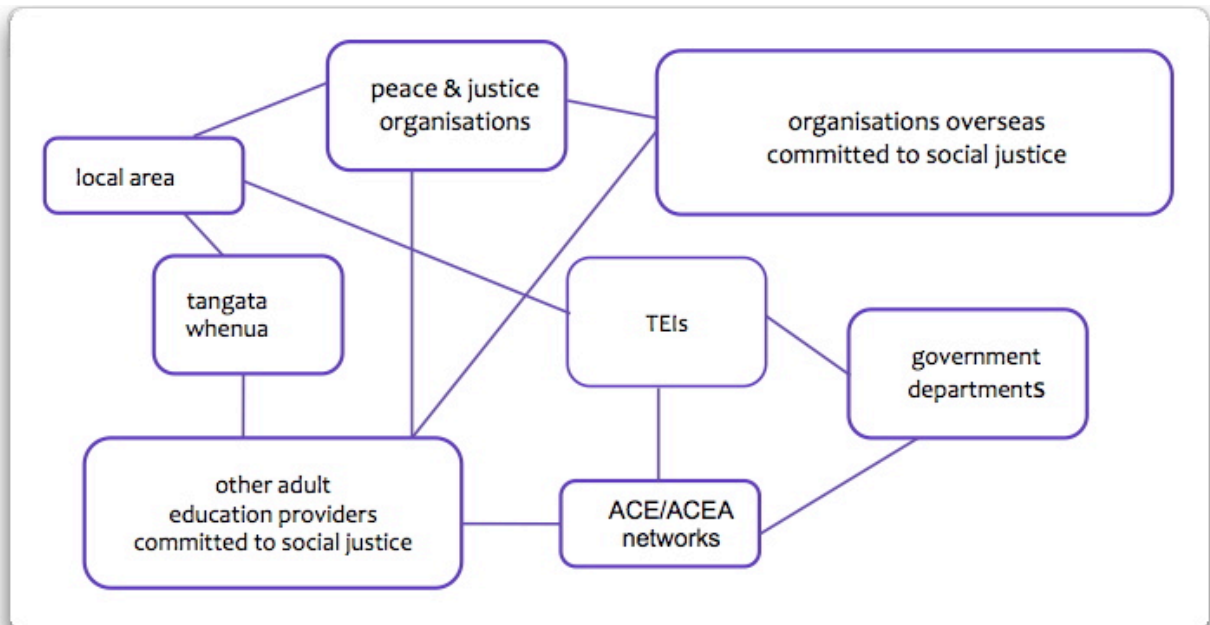 peace & justice
organisations
organisations overseas
committed to social justice
local area
tangata
whenua
TEIs
government
departments
other adult
education providers
committed to social justice
ACE/ACEA
networks